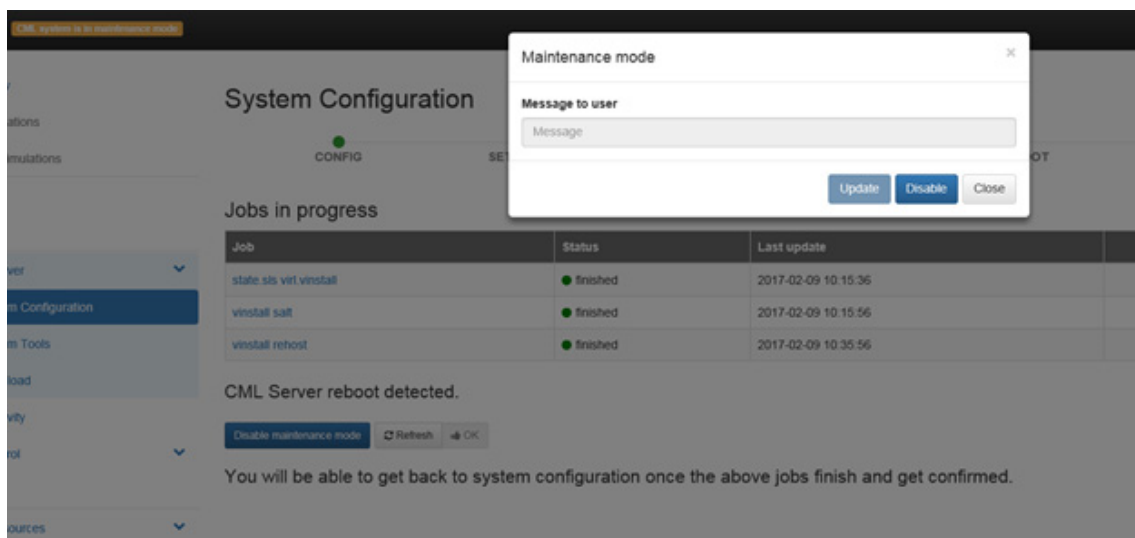 CML system is in maintenance mode
Maintenance mode ×
System Configuration
Message to user
Message
ations
imulations
CONFIG SET OT
Update Disable Close
Jobs in progress
Job Status Last update
ver
state.sls virt.vinstall finished 2017-02-09 10:15:36
m Configuration
vinstall salt finished 2017-02-09 10:15:56
m Tools
vinstall rehost finished 2017-02-09 10:35:56
load
CML Server reboot detected.
vity
Disable maintenance mode Refresh OK
rol
You will be able to get back to system configuration once the above jobs finish and get confirmed.
ources